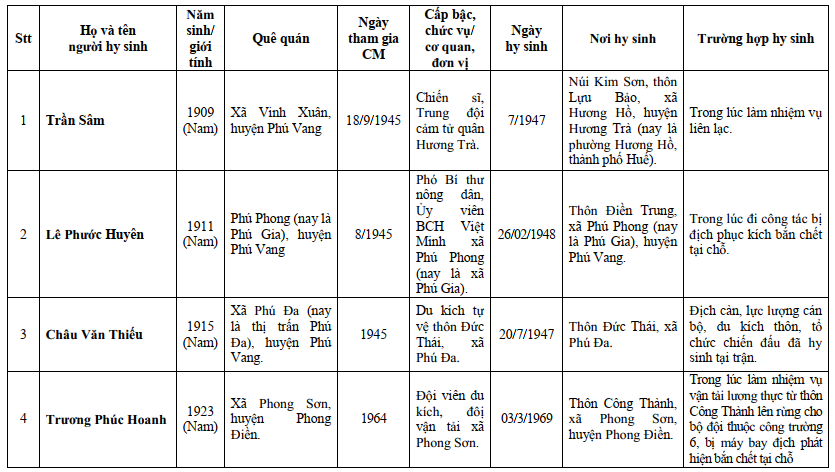 Stt
Họ và tên
người hy sinh
Năm
sinh/
giới
tính
Quê quán
Ngày
tham gia
CM
Cấp bậc,
chức vụ/
cơ quan,
đơn vị
Ngày
hy sinh
Nơi hy sinh
Trường hợp hy sinh
1
Trần Sâm
1909
(Nam)
Xã Vinh Xuân,
huyện Phú Vang
18/9/1945
Chiến sĩ,
Trung đội
cảm tử quân
Hương Trà.
7/1947
Núi Kim Sơn, thôn
Lựu Bảo, xã
Hương Hồ, huyện
Hương Trà (nay là
phường Hương Hồ,
thành phố Huế).
Trong lúc làm nhiệm vụ
liên lạc.
2
Lê Phước Huyên
1911
(Nam)
Phú Phong (nay là
Phú Gia), huyện
Phú Vang
8/1945
Phó Bí thư
nông dân,
Ủy viên
BCH Việt
Minh xã
Phú Phong
(nay là xã
Phú Gia).
26/02/1948
Thôn Điền Trung,
xã Phú Phong (nay
là Phú Gia), huyện
Phú Vang.
Trong lúc đi công tác bị
địch phục kích bắn chết
tại chỗ.
3
Châu Văn Thiếu
1915
(Nam)
Xã Phú Đa (nay
là thị trấn Phú
Đa), huyện Phú
Vang.
1945
Du kích tự
vệ thôn Đức
Thái, xã
Phú Đa.
20/7/1947
Thôn Đức Thái, xã
Phú Đa.
Địch càn, lực lượng cán
bộ, du kích thôn, tổ
chức chiến đấu đã hy
sinh tại trận.
4
Trương Phúc Hoanh
1923
(Nam)
Xã Phong Sơn,
huyện Phong
Điền.
1964
Đội viên du
kích, đội
vận tải xã
Phong Sơn.
03/3/1969
Thôn Công Thành,
xã Phong Sơn,
huyện Phong Điền.
Trong lúc làm nhiệm vụ
vận tải lương thực từ thôn
Công Thành lên rừng cho
bộ đội thuộc công trường
6, bị máy bay địch phát
hiện bắn chết tại chỗ